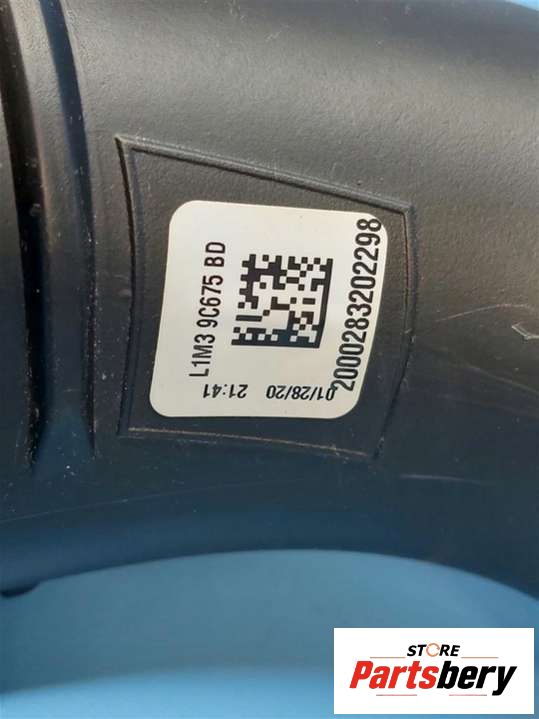 L1M3 9C675 BD
2000283202298
01/28/20 21:41
STORE
Partsbery